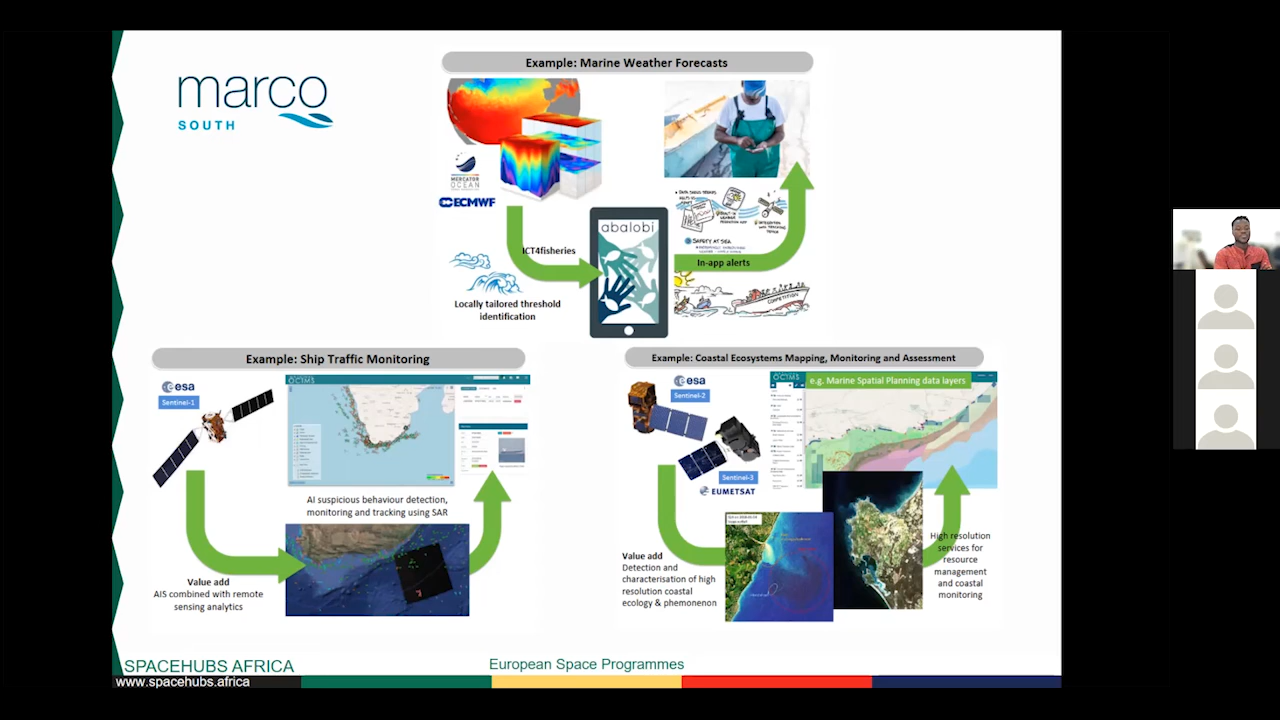 marco
SOUTH
Example: Marine Weather Forecasts
MERCATOR
OCEAN
ECMWF
abalobi
ICT4fisheries
SAFETY AT SEA
In-app alerts
COMPETITION
Locally tailored threshold
identification
Example: Ship Traffic Monitoring
esa
Sentinel-1
OCIMS
AI suspicious behaviour detection,
monitoring and tracking using SAR
Value add
AIS combined with remote
sensing analytics
Example: Coastal Ecosystems Mapping, Monitoring and Assessment
esa
Sentinel-2
e.g. Marine Spatial Planning data layers
Sentinel-3
EUMETSAT
Value add
Detection and
characterisation of high
resolution coastal
ecology & phemonenon
High resolution
services for
resource
management
and coastal
monitoring
SPACEHUBS AFRICA
European Space Programmes
www.spacehubs.africa